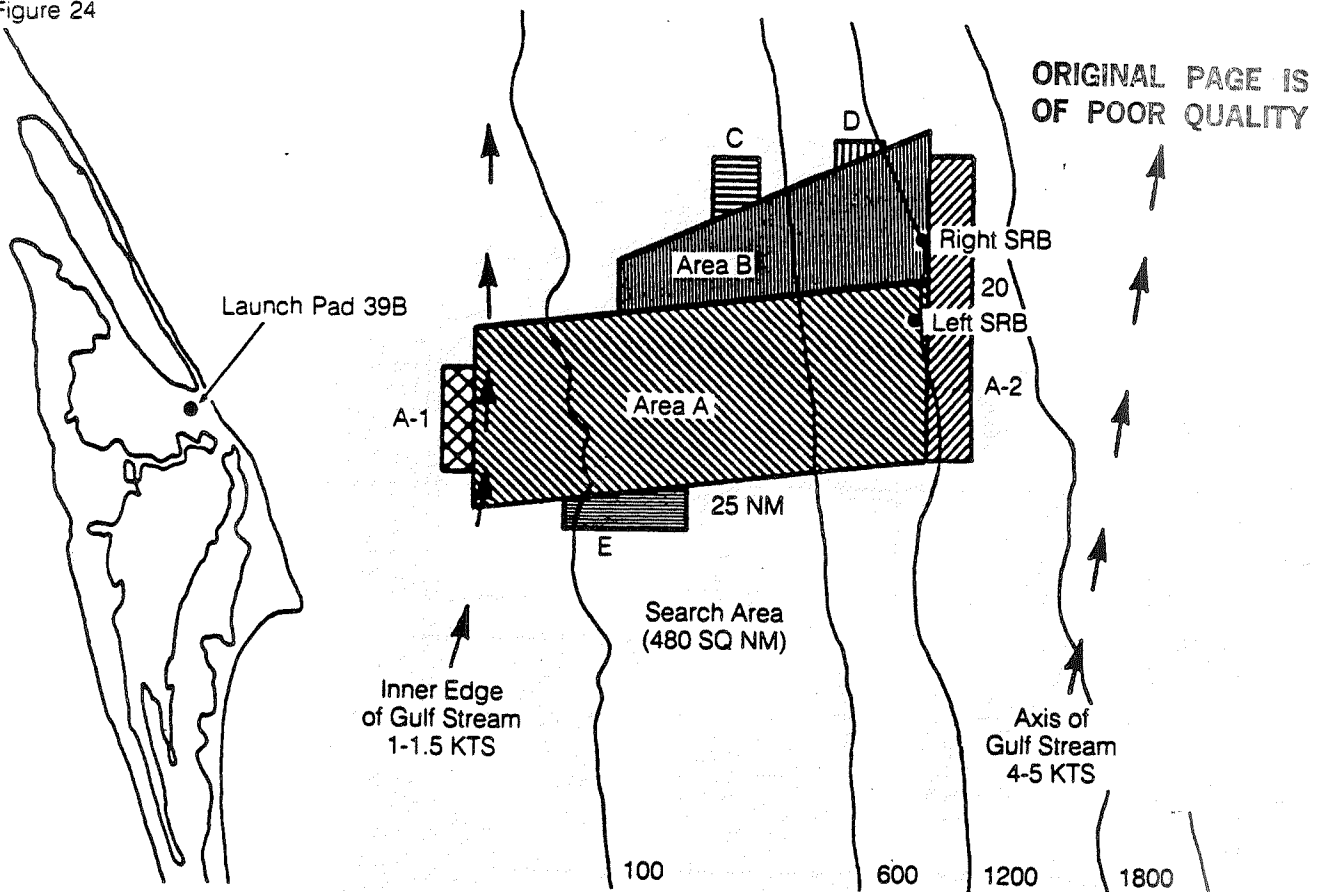 Figure 24
ORIGINAL PAGE IS
OF POOR QUALITY
C
D
Right SRB
Area B
20
Launch Pad 39B
Left SRB
A-1
Area A
A-2
25 NM
E
Search Area
(480 SQ NM)
Inner Edge
of Gulf Stream
1-1.5 KTS
Axis of
Gulf Stream
4-5 KTS
100
600
1200
1800